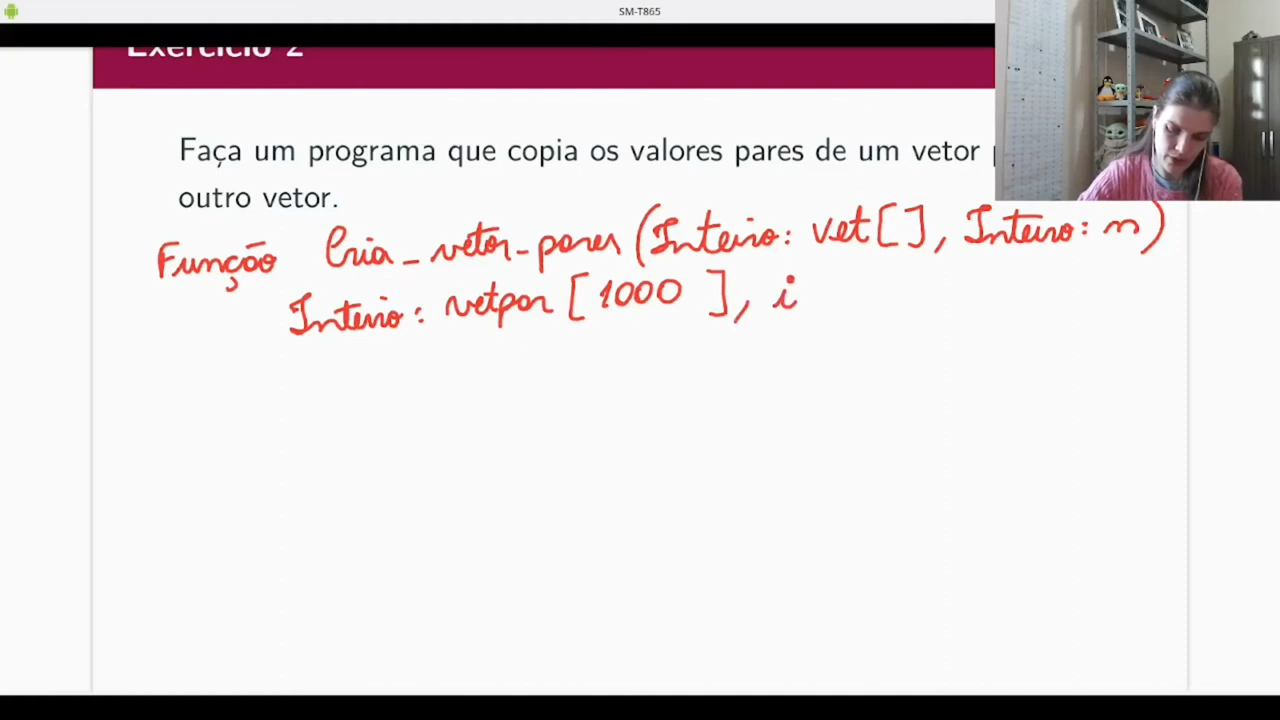 SM-T865
Exercício 2
Faça um programa que copia os valores pares de um vetor
outro vetor.
Função Cria_vetor_pares (Inteiro: vet[], Inteiro: n)
Inteiro: vetpar [1000 ], i